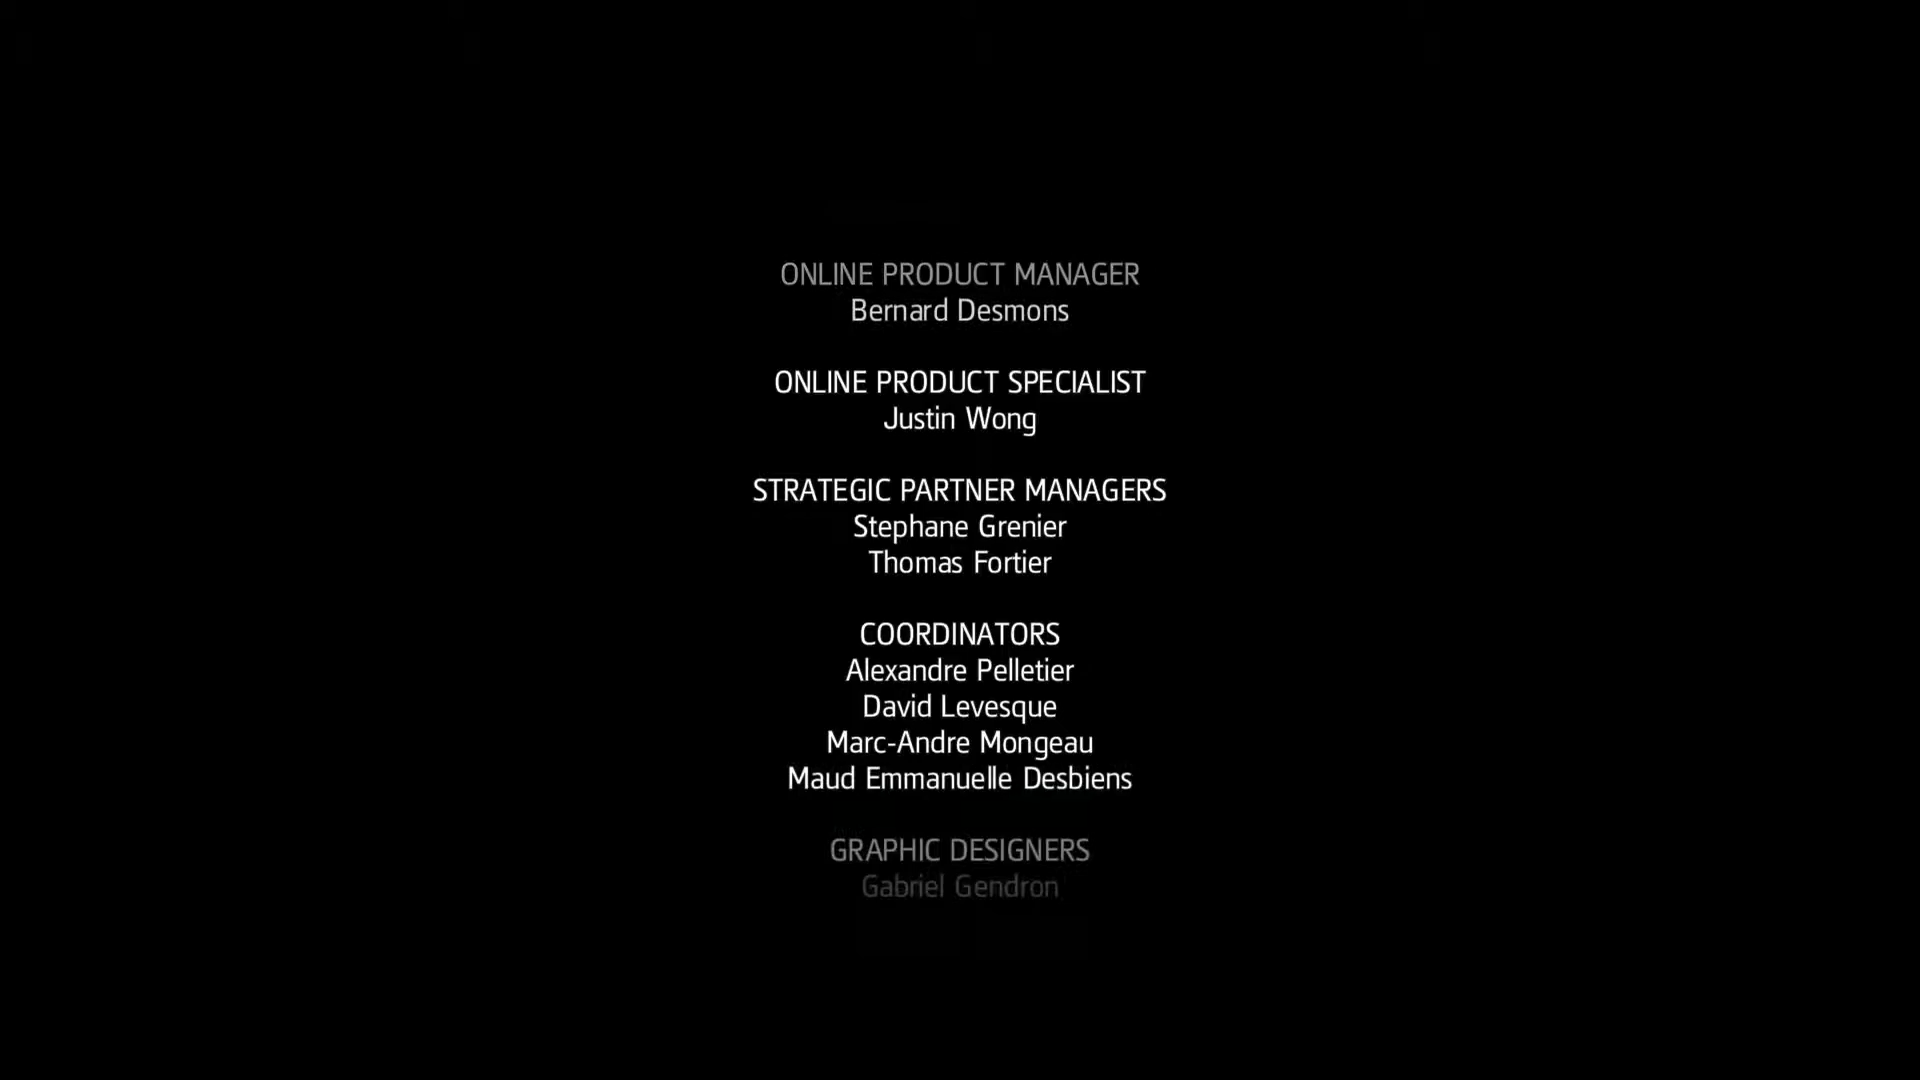 ONLINE PRODUCT MANAGER
Bernard Desmons
ONLINE PRODUCT SPECIALIST
Justin Wong
STRATEGIC PARTNER MANAGERS
Stephane Grenier
Thomas Fortier
COORDINATORS
Alexandre Pelletier
David Levesque
Marc-Andre Mongeau
Maud Emmanuelle Desbiens
GRAPHIC DESIGNERS
Gabriel Gendron